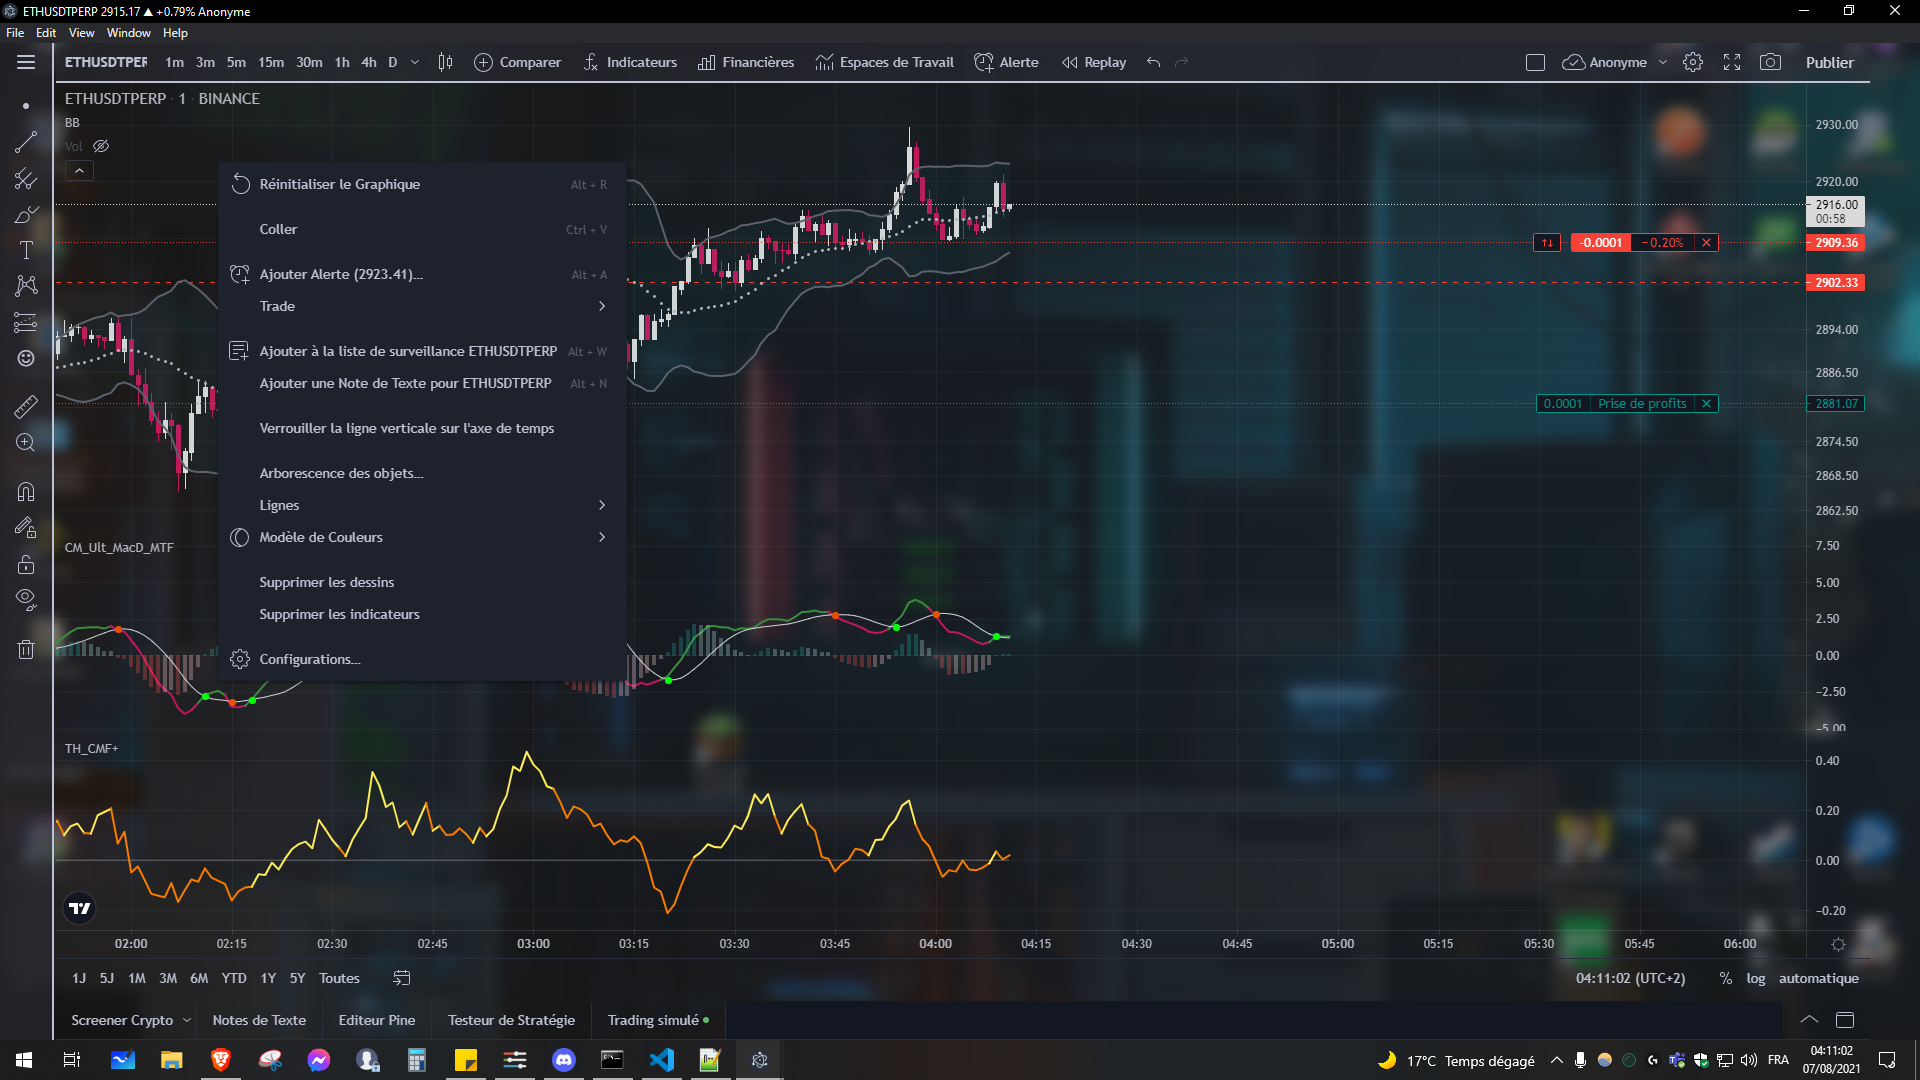 ETHUSDTPERP 2915.17 ▲ +0.79% Anonyme
File Edit View Window Help
ETHUSDTPER 1m 3m 5m 15m 30m 1h 4h D Comparer Indicateurs Financières Espaces de Travail Alerte Replay Anonyme Publier
ETHUSDTPERP · 1 · BINANCE
BB
Vol
Réinitialiser le Graphique Alt + R
Coller Ctrl + V
Ajouter Alerte (2923.41)... Alt + A
Trade
Ajouter à la liste de surveillance ETHUSDTPERP Alt + W
Ajouter une Note de Texte pour ETHUSDTPERP Alt + N
Verrouiller la ligne verticale sur l'axe de temps
Arborescence des objets...
Lignes
Modèle de Couleurs
Supprimer les dessins
Supprimer les indicateurs
Configurations...
2930.00
2920.00
2916.00
00:58
-0.0001 −0.20% 2909.36
2902.33
2894.00
2886.50
0.0001 Prise de profits 2881.07
2874.50
2868.50
2862.50
CM_Ult_MacD_MTF
7.50
5.00
2.50
0.00
−2.50
−5.00
TH_CMF+
0.40
0.20
0.00
−0.20
02:00 02:15 02:30 02:45 03:00 03:15 03:30 03:45 04:00 04:15 04:30 04:45 05:00 05:15 05:30 05:45 06:00
1J 5J 1M 3M 6M YTD 1Y 5Y Toutes 04:11:02 (UTC+2) % log automatique
Screener Crypto Notes de Texte Editeur Pine Testeur de Stratégie Trading simulé
17°C Temps dégagé FRA 04:11:02
07/08/2021